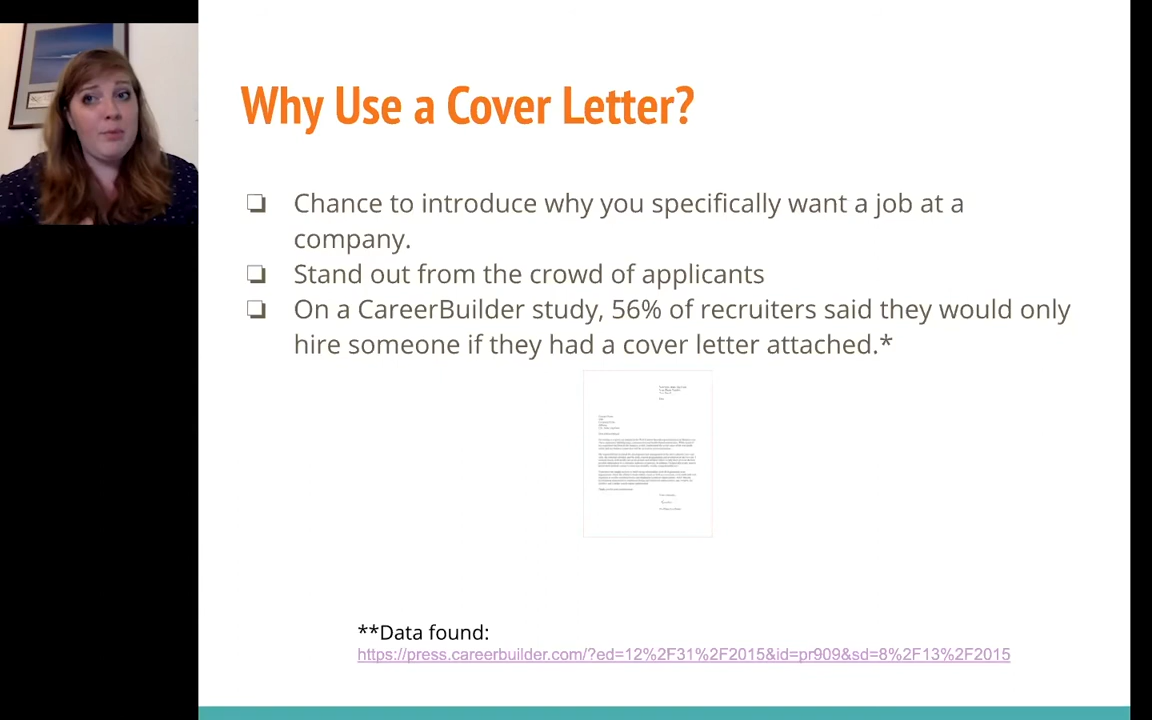 Why Use a Cover Letter?
❏ Chance to introduce why you specifically want a job at a
company.
❏ Stand out from the crowd of applicants
❏ On a CareerBuilder study, 56% of recruiters said they would only
hire someone if they had a cover letter attached.*
**Data found:
https://press.careerbuilder.com/?ed=12%2F31%2F2015&id=pr909&sd=8%2F13%2F2015